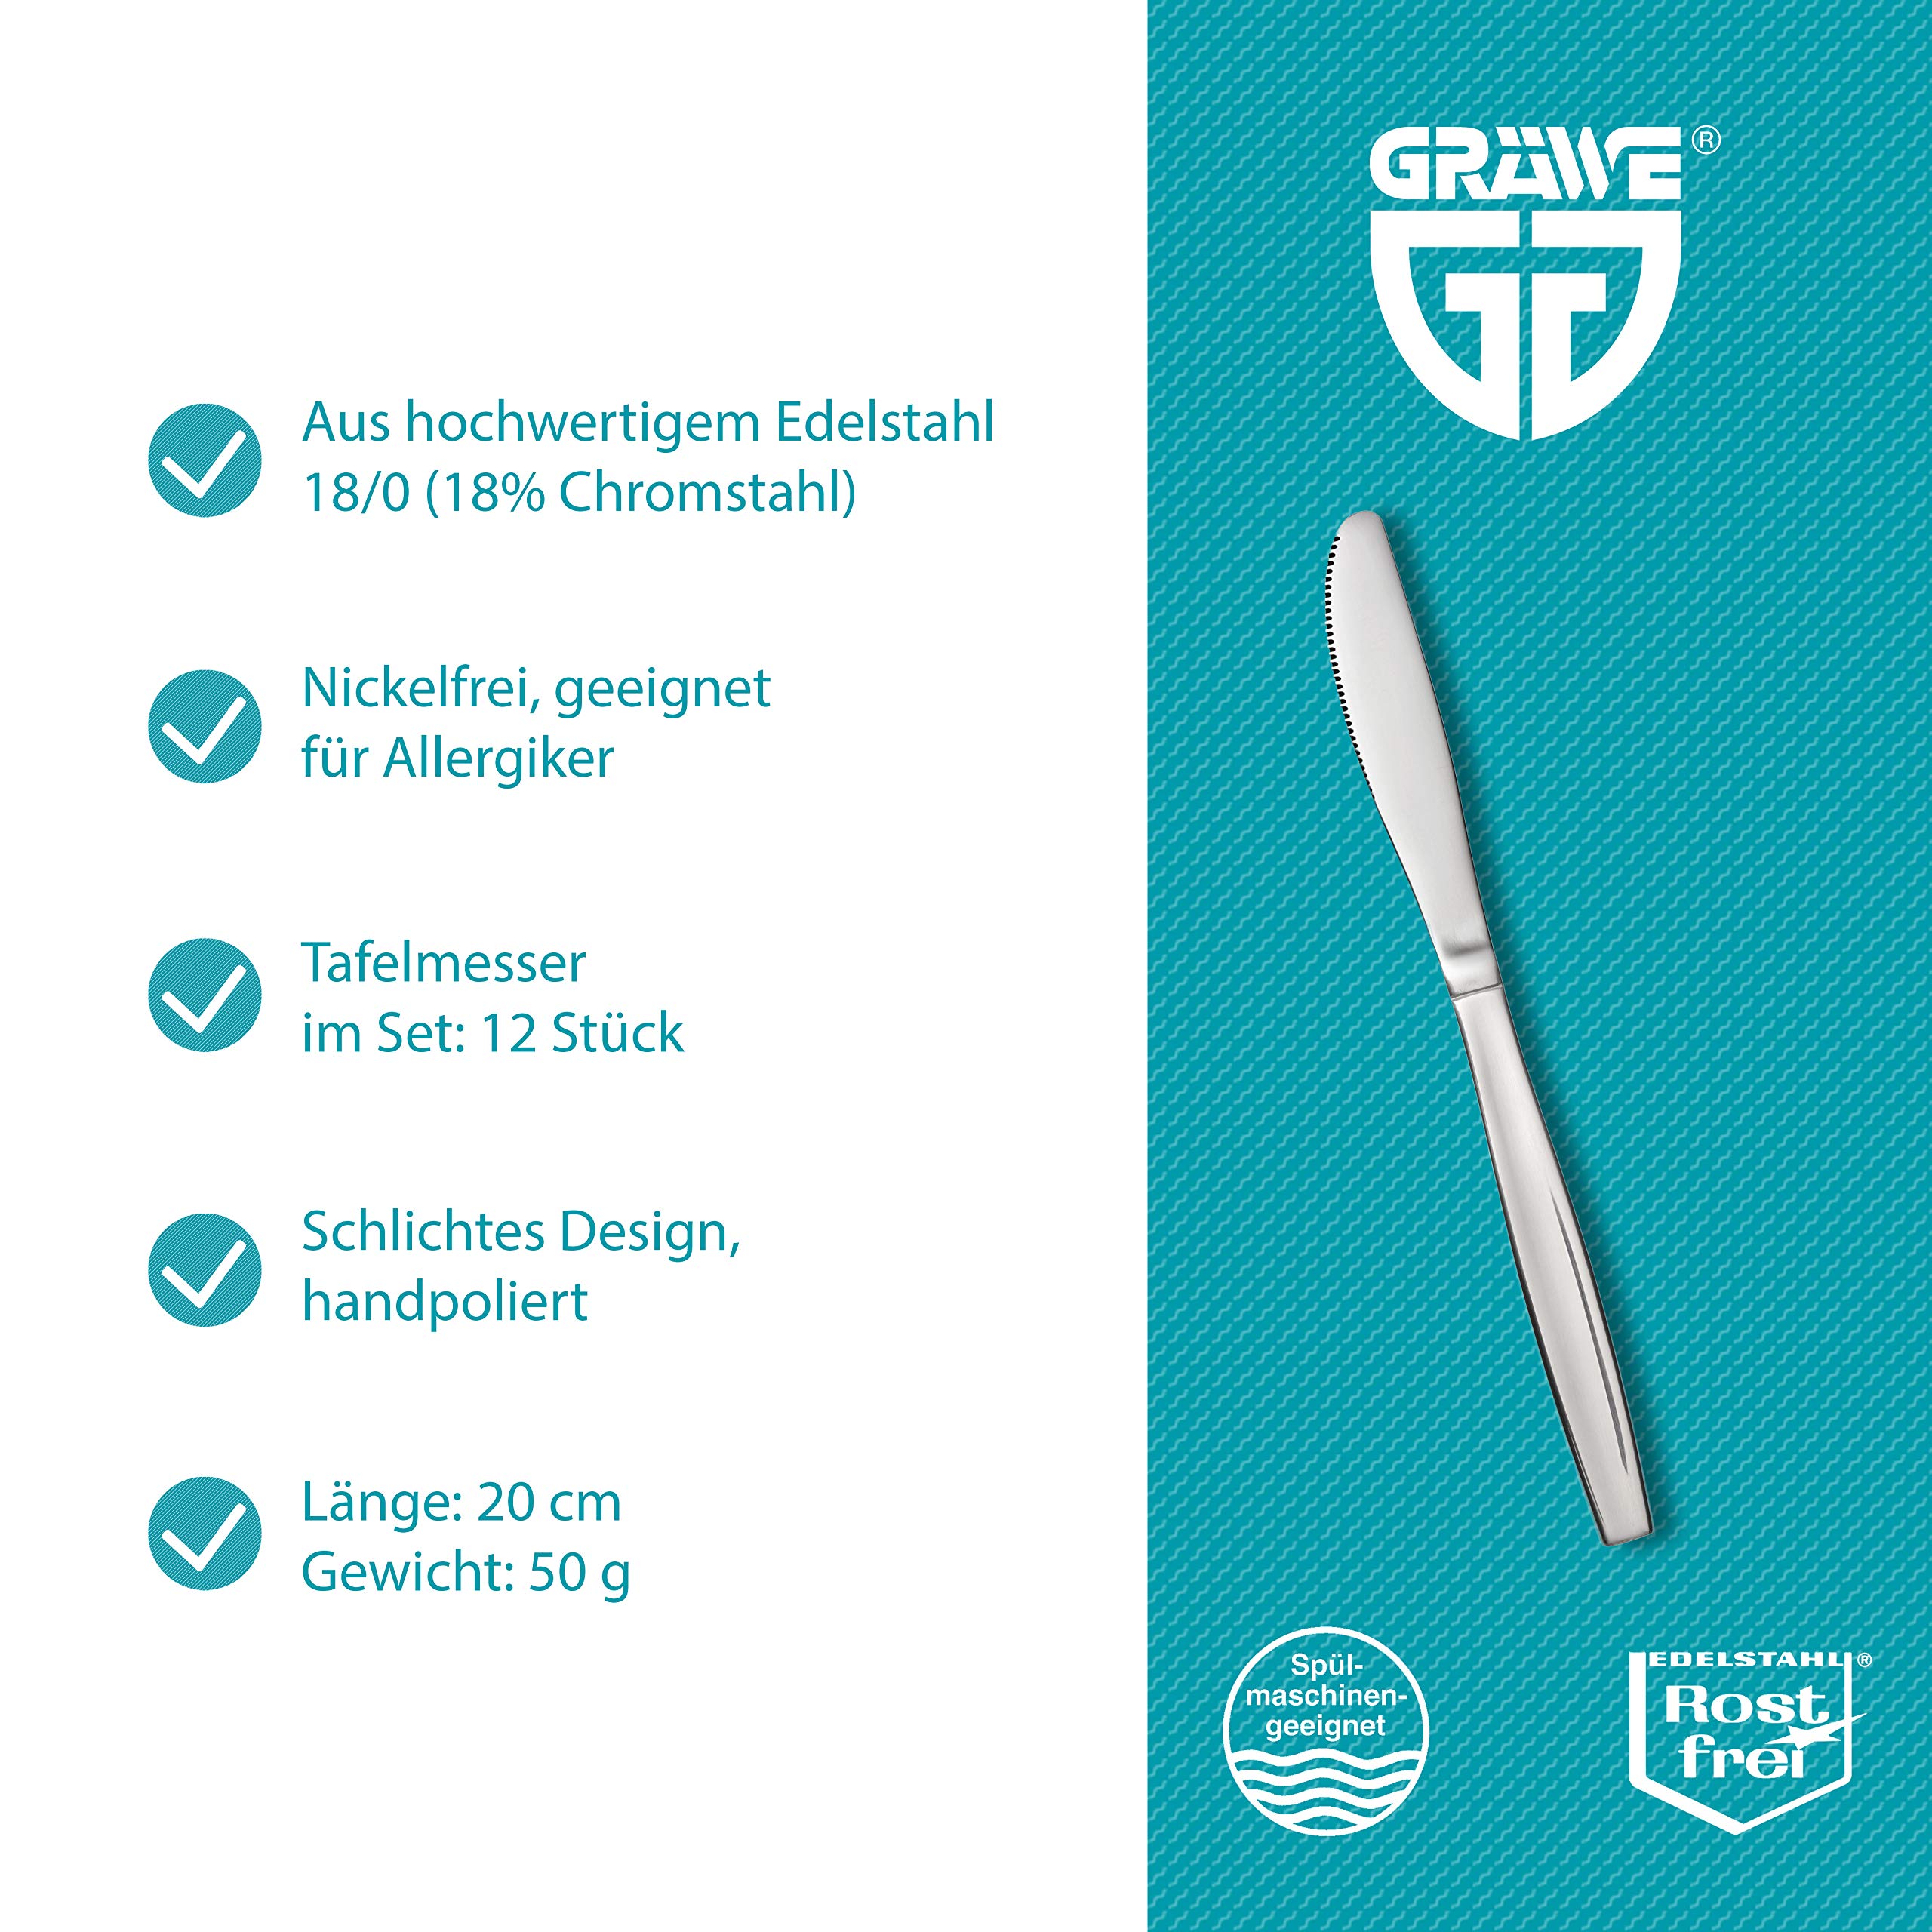 Aus hochwertigem Edelstahl
18/0 (18% Chromstahl)
Nickelfrei, geeignet
für Allergiker
Tafelmesser
im Set: 12 Stück
Schlichtes Design,
handpoliert
Länge: 20 cm
Gewicht: 50 g
GRÄWE®
Spül-
maschinen-
geeignet
EDELSTAHL®
Rost
frei